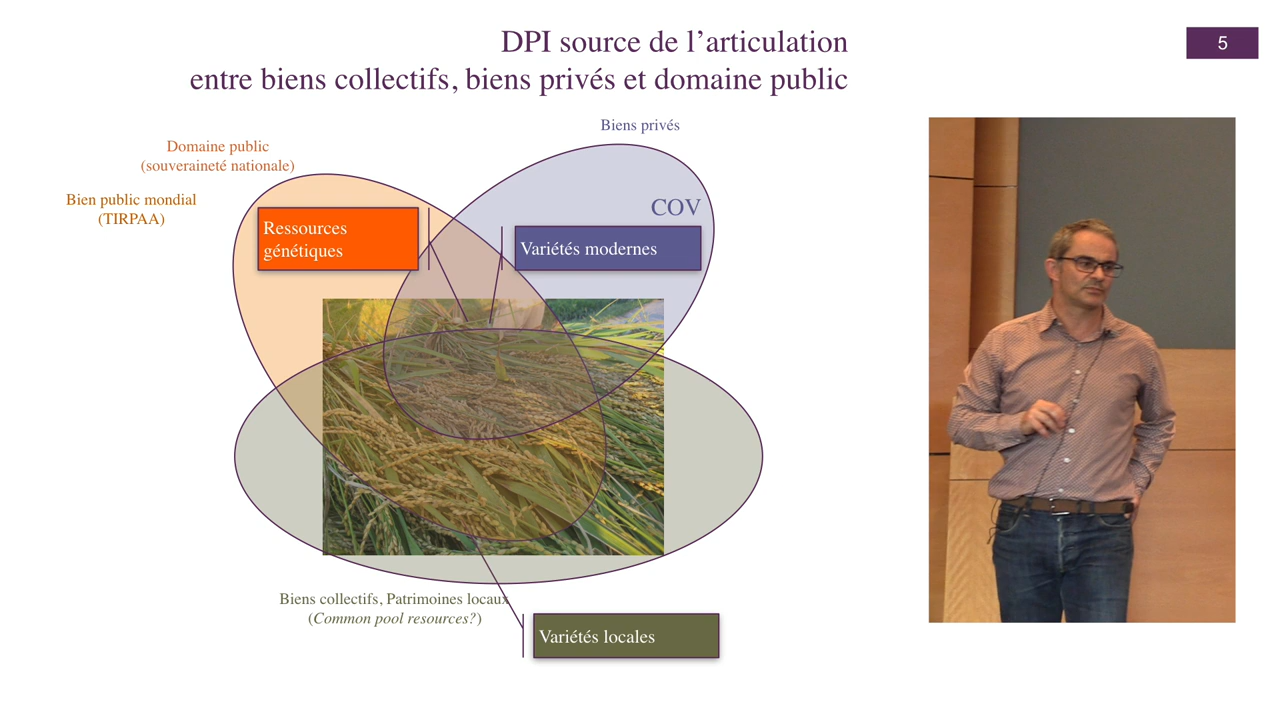 DPI source de l’articulation
entre biens collectifs, biens privés et domaine public
5
Biens privés
Domaine public
(souveraineté nationale)
Bien public mondial
(TIRPAA)
COV
Ressources
génétiques
Variétés modernes
Biens collectifs, Patrimoines locaux
(Common pool resources?)
Variétés locales